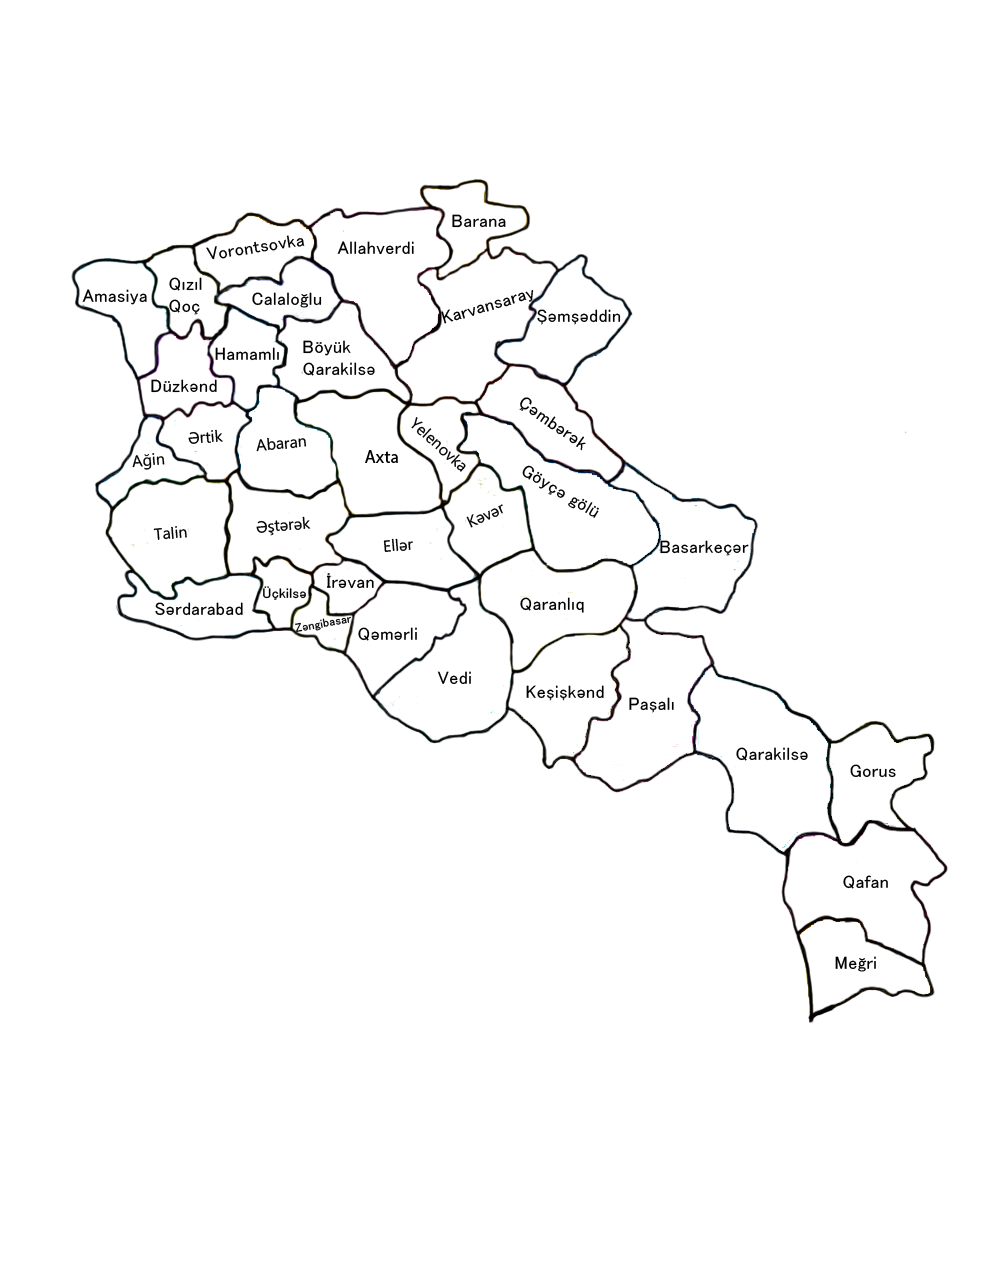 Barana
Vorontsovka
Allahverdi
Amasiya
Qızıl
Qoç
Calaloğlu
Karvansaray
Şəmşəddin
Hamamlı
Böyük
Qarakilsə
Düzkənd
Çəmbərək
Ərtik
Abaran
Yelenovka
Ağin
Axta
Göyçə gölü
Talin
Əştərək
Kəvər
Ellər
Basarkeçər
İrəvan
Üçkilsə
Sərdarabad
Qaranlıq
Zəngibasar
Qəmərli
Vedi
Keşişkənd
Paşalı
Qarakilsə
Gorus
Qafan
Meğri